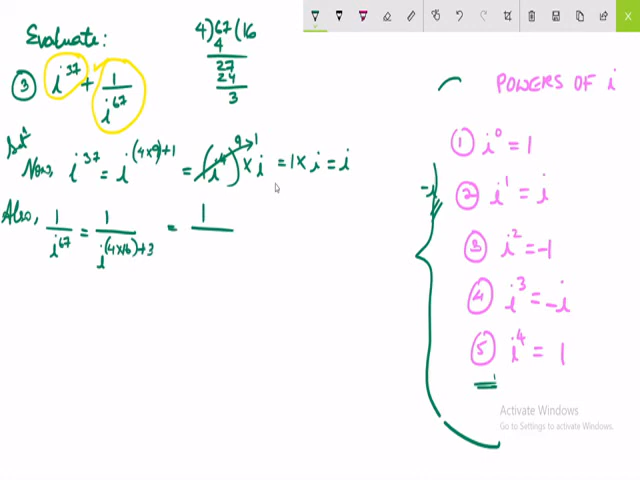 Evaluate:
4) 67 (16
4
27
24
3
③ i^37 + 1/i^67
Sol^n
Now, i^37 = i^(4×9)+1 = (i^4)^9 × i = 1 × i = i
1
Also, 1/i^67 = 1/i^(4×16)+3 = 1
POWERS OF i
① i^0 = 1
② i^1 = i
-i
③ i^2 = -1
④ i^3 = -i
⑤ i^4 = 1
Activate Windows
Go to Settings to activate Windows.